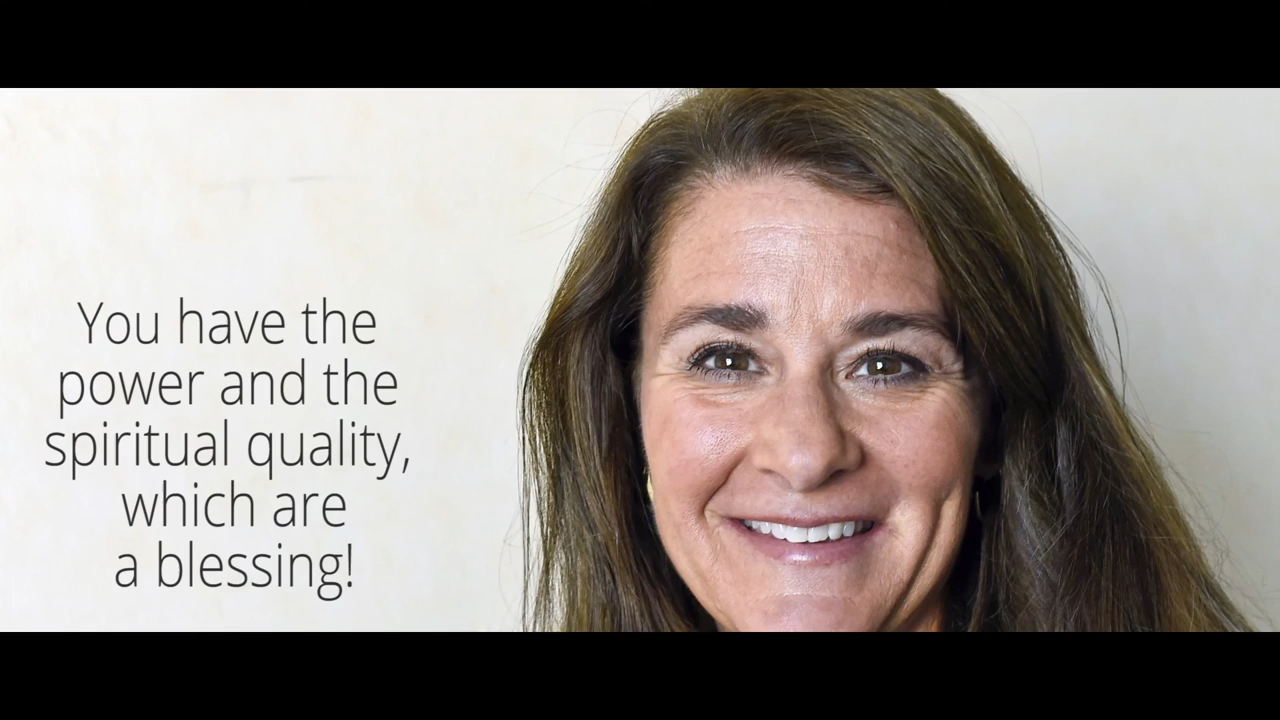 You have the
power and the
spiritual quality,
which are
a blessing!